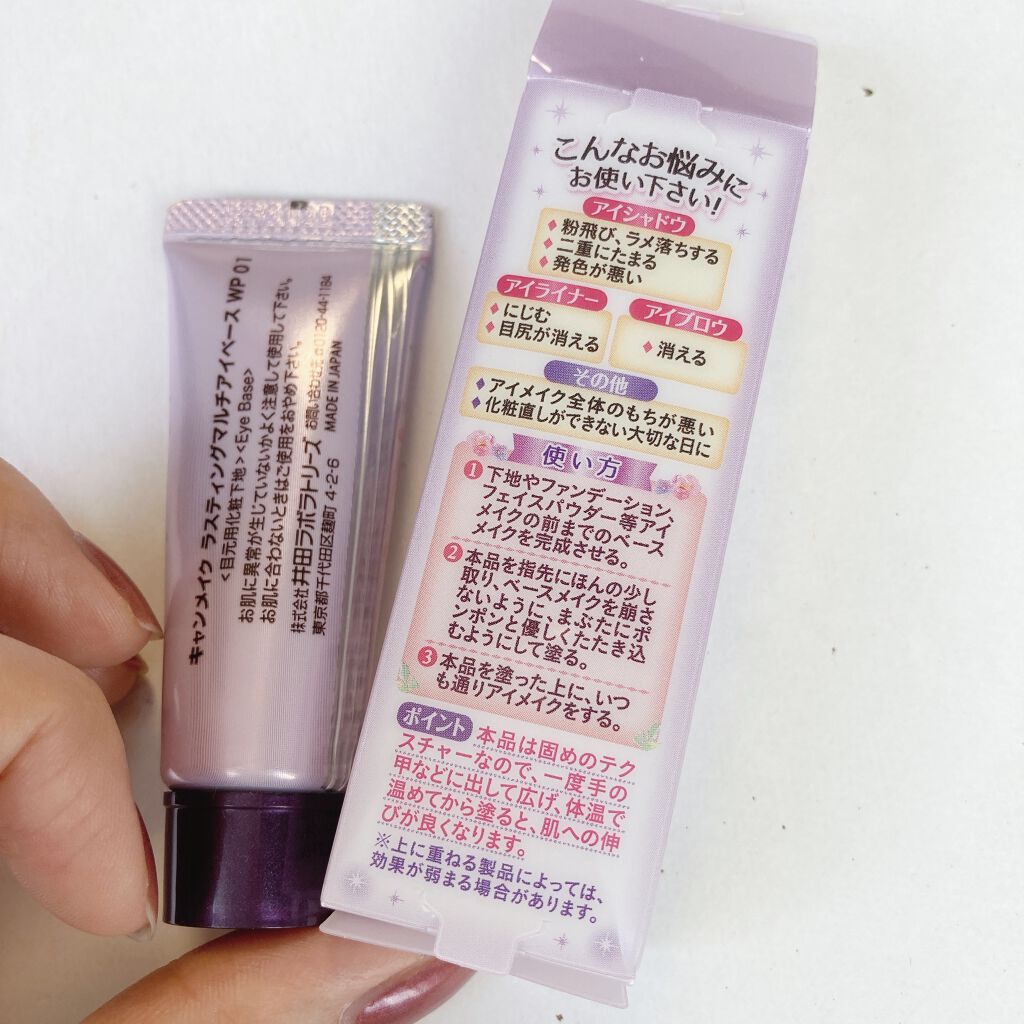 キャンメイク ラスティングマルチアイベース WP 01
<目元用化粧下地><Eye Base>
お肌に異常が生じていないかよく注意して使用して下さい。
お肌に合わないときはご使用をおやめ下さい。
株式会社 井田ラボラトリーズ お問い合わせ先 0120-44-1184
東京都千代田区麹町 4-2-6 MADE IN JAPAN
こんなお悩みに
お使い下さい!
アイシャドウ
粉飛び、ラメ落ちする
二重にたまる
発色が悪い
アイライナー
にじむ
目尻が消える
アイブロウ
消える
その他
アイメイク全体のもちが悪い
化粧直しができない大切な日に
使い方
1 下地やファンデーション、
フェイスパウダー等アイ
メイクの前までのベース
メイクを完成させる。
2 本品を指先にほんの少し
取り、ベースメイクを崩さ
ないように、まぶたにポ
ンポンと優しくたたき込
むようにして塗る。
3 本品を塗った上に、いつ
も通りアイメイクをする。
ポイント 本品は固めのテク
スチャーなので、一度手の
甲などに出して広げ、体温で
温めてから塗ると、肌への伸
びが良くなります。
※上に重ねる製品によっては、
効果が弱まる場合があります。